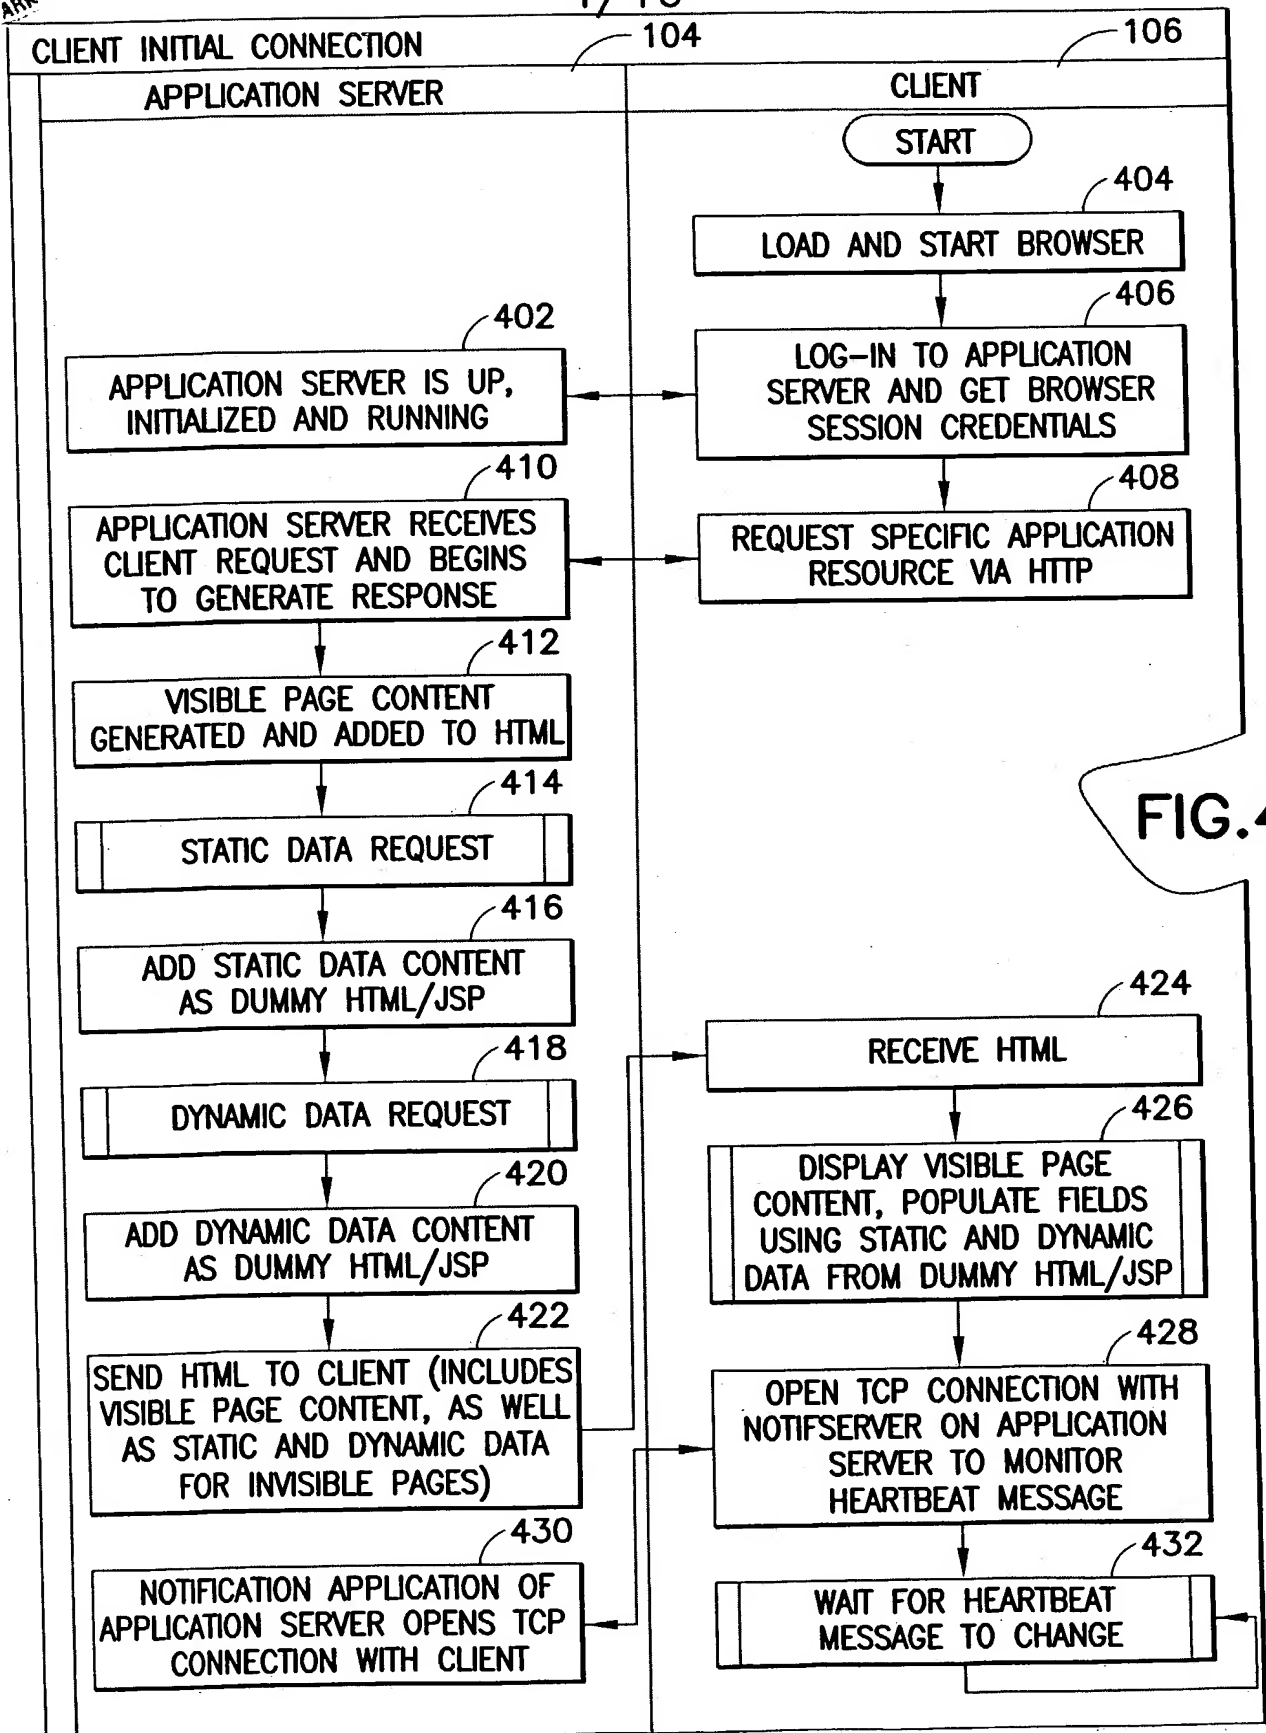 CLIENT INITIAL CONNECTION
104
106
APPLICATION SERVER
CLIENT
START
404
LOAD AND START BROWSER
406
402
LOG-IN TO APPLICATION
SERVER AND GET BROWSER
SESSION CREDENTIALS
APPLICATION SERVER IS UP,
INITIALIZED AND RUNNING
410
408
APPLICATION SERVER RECEIVES
CLIENT REQUEST AND BEGINS
TO GENERATE RESPONSE
REQUEST SPECIFIC APPLICATION
RESOURCE VIA HTTP
412
VISIBLE PAGE CONTENT
GENERATED AND ADDED TO HTML
414
STATIC DATA REQUEST
FIG.4
416
ADD STATIC DATA CONTENT
AS DUMMY HTML/JSP
418
DYNAMIC DATA REQUEST
420
ADD DYNAMIC DATA CONTENT
AS DUMMY HTML/JSP
422
SEND HTML TO CLIENT (INCLUDES
VISIBLE PAGE CONTENT, AS WELL
AS STATIC AND DYNAMIC DATA
FOR INVISIBLE PAGES)
424
RECEIVE HTML
426
DISPLAY VISIBLE PAGE
CONTENT, POPULATE FIELDS
USING STATIC AND DYNAMIC
DATA FROM DUMMY HTML/JSP
428
OPEN TCP CONNECTION WITH
NOTIFSERVER ON APPLICATION
SERVER TO MONITOR
HEARTBEAT MESSAGE
430
NOTIFICATION APPLICATION OF
APPLICATION SERVER OPENS TCP
CONNECTION WITH CLIENT
432
WAIT FOR HEARTBEAT
MESSAGE TO CHANGE